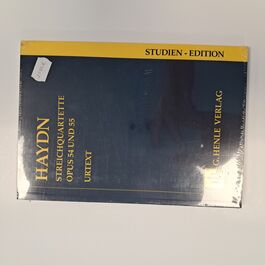 STUDIEN - EDITION
HAYDN
STREICHQUARTETTE
OPUS 54 UND 55
URTEXT
G. HENLE VERLAG